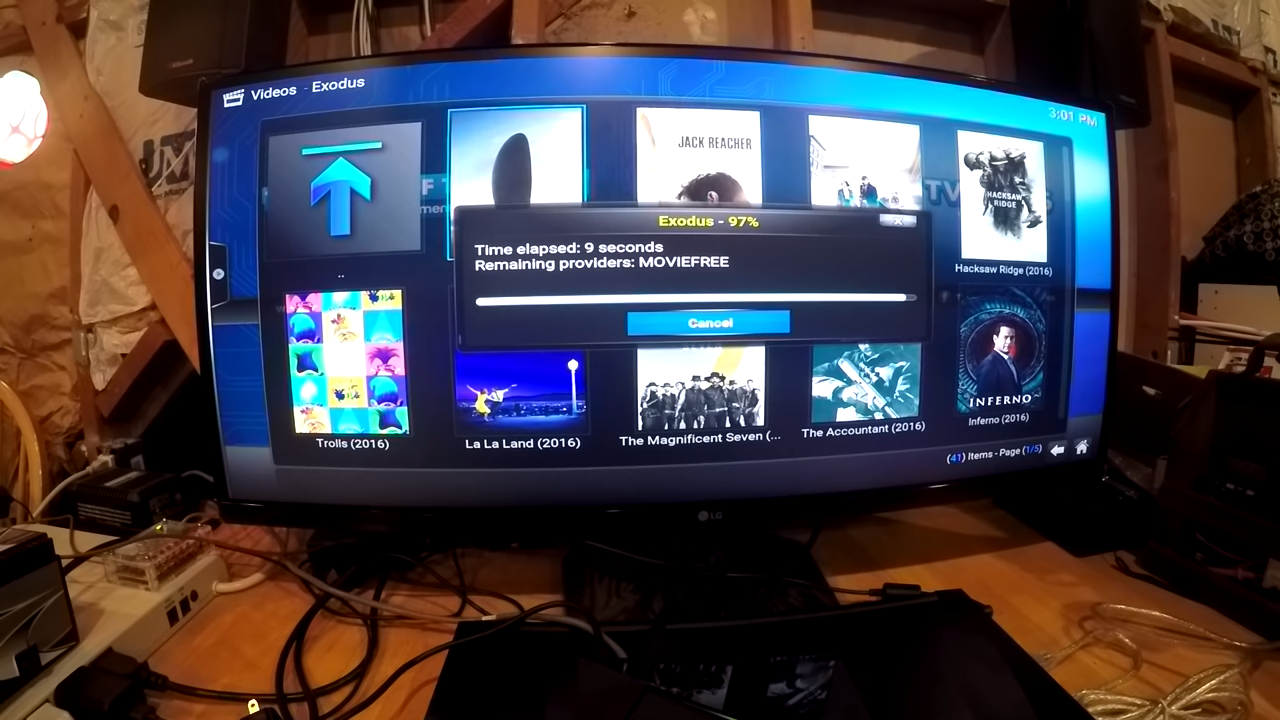 Videos - Exodus
3:01 PM
JACK REACHER
HACKSAW
RIDGE
Hacksaw Ridge (2016)
Exodus - 97%
Time elapsed: 9 seconds
Remaining providers: MOVIEFREE
Cancel
..
INFERNO
Trolls (2016)
La La Land (2016)
The Magnificent Seven (...
The Accountant (2016)
Inferno (2016)
(41) Items - Page (1/5)
LG